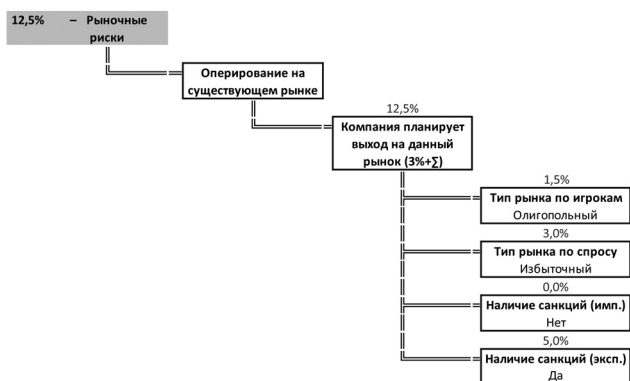 12,5% – Рыночные
риски
Оперирование на
существующем рынке
12,5%
Компания планирует
выход на данный
рынок (3%+∑)
1,5%
Тип рынка по игрокам
Олигопольный
3,0%
Тип рынка по спросу
Избыточный
0,0%
Наличие санкций (имп.)
Нет
5,0%
Наличие санкций (эксп.)
Да